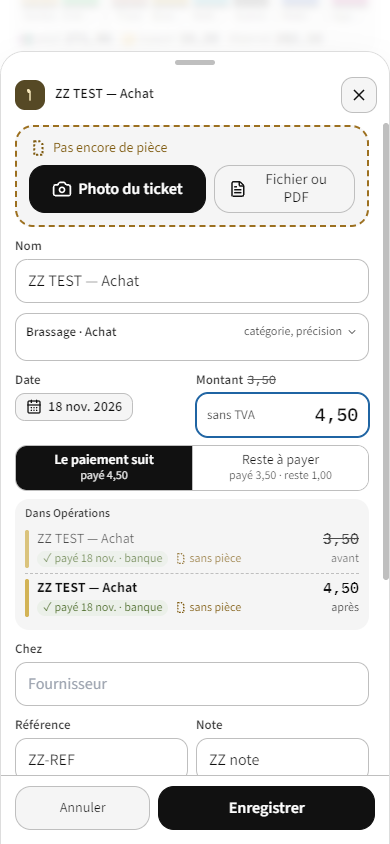 ZZ TEST — Achat
Pas encore de pièce
Photo du ticket
Fichier ou
PDF
Nom
ZZ TEST — Achat
Brassage · Achat
catégorie, précision
Date
Montant 3,50
18 nov. 2026
sans TVA
4,50
Le paiement suit
payé 4,50
Reste à payer
payé 3,50 · reste 1,00
Dans Opérations
ZZ TEST — Achat
3,50
✓ payé 18 nov. · banque
sans pièce
avant
ZZ TEST — Achat
4,50
✓ payé 18 nov. · banque
sans pièce
après
Chez
Fournisseur
Référence
Note
ZZ-REF
ZZ note
Annuler
Enregistrer